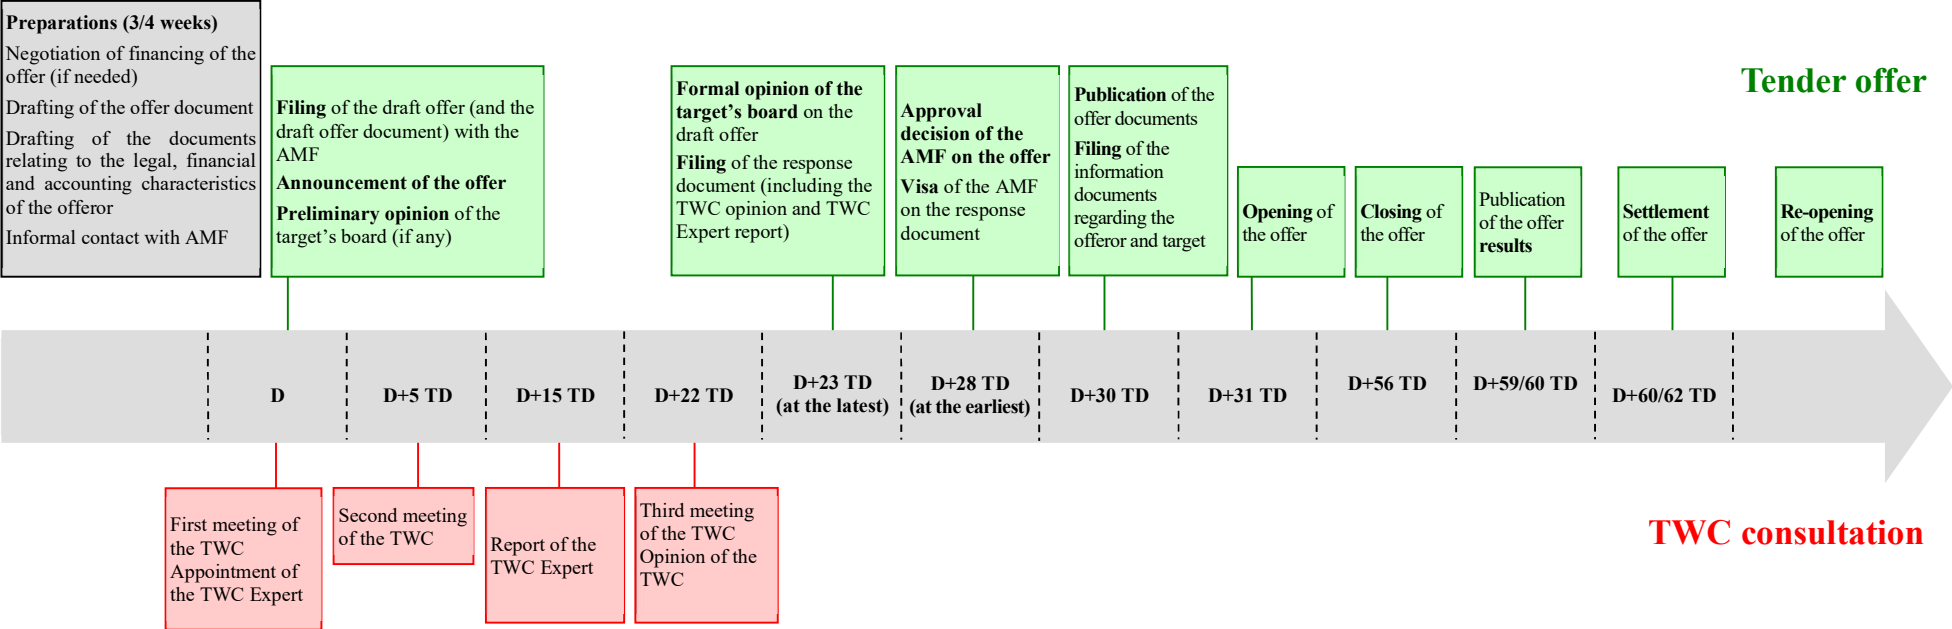 Preparations (3/4 weeks)
Negotiation of financing of the
offer (if needed)
Drafting of the offer document
Drafting of the documents
relating to the legal, financial
and accounting characteristics
of the offeror
Informal contact with AMF
Filing of the draft offer (and the
draft offer document) with the
AMF
Announcement of the offer
Preliminary opinion of the
target’s board (if any)
Formal opinion of the
target’s board on the
draft offer
Filing of the response
document (including the
TWC opinion and TWC
Expert report)
Approval
decision of the
AMF on the offer
Visa of the AMF
on the response
document
Publication of the
offer documents
Filing of the
information
documents
regarding the
offeror and target
Opening of
the offer
Closing of
the offer
Publication
of the offer
results
Settlement
of the offer
Re-opening
of the offer
Tender offer
D
D+5 TD
D+15 TD
D+22 TD
D+23 TD
(at the latest)
D+28 TD
(at the earliest)
D+30 TD
D+31 TD
D+56 TD
D+59/60 TD
D+60/62 TD
First meeting of
the TWC
Appointment of
the TWC Expert
Second meeting
of the TWC
Report of the
TWC Expert
Third meeting
of the TWC
Opinion of the
TWC
TWC consultation